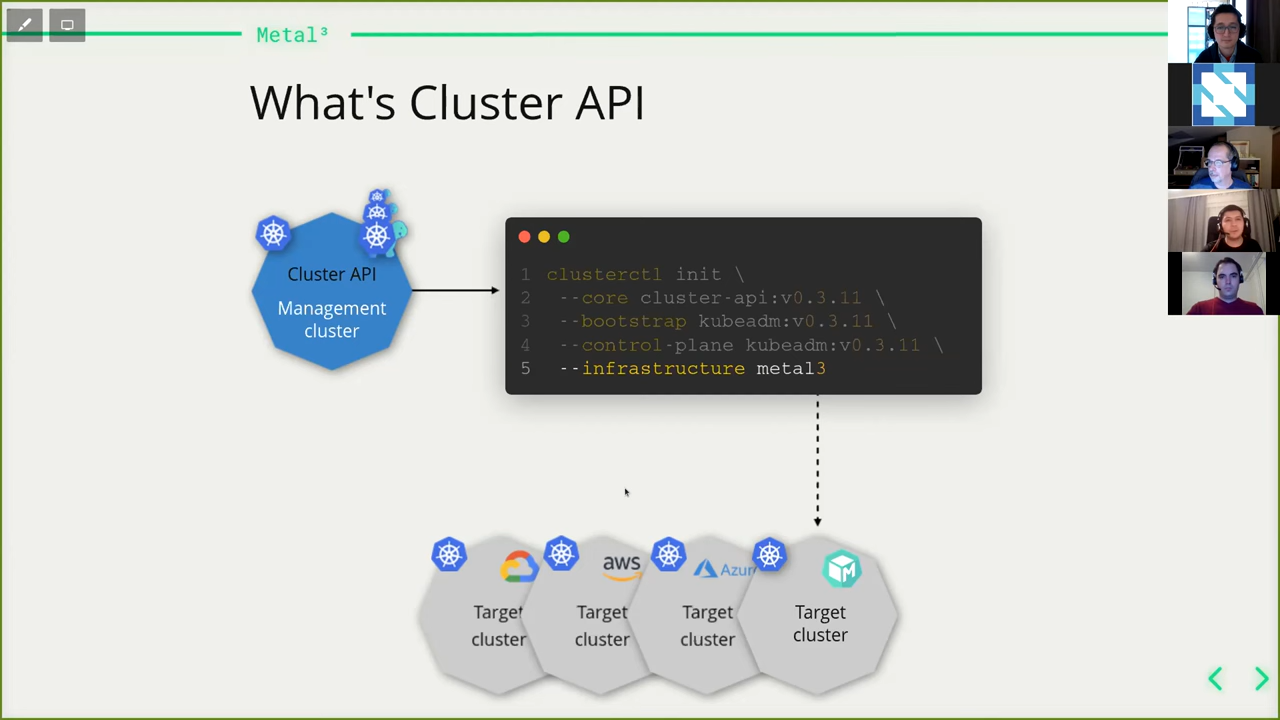 Metal³
What's Cluster API
Cluster API
Management
cluster
1 clusterctl init \
2 --core cluster-api:v0.3.11 \
3 --bootstrap kubeadm:v0.3.11 \
4 --control-plane kubeadm:v0.3.11 \
5 --infrastructure metal3
Target
cluster
aws
Target
cluster
Azur
Target
cluster
M
Target
cluster